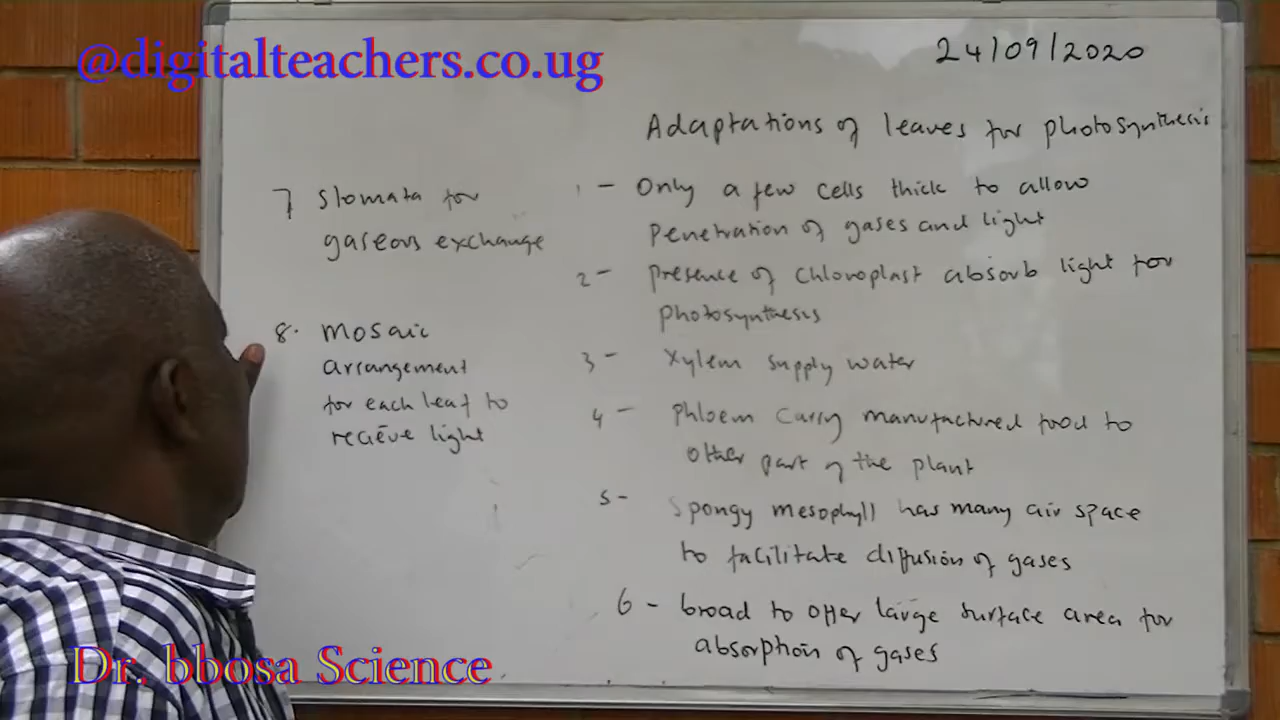 @digitalteachers.co.ug
24/09/2020
Adaptations of leaves for photosynthesis
1 - Only a few cells thick to allow
penetration of gases and light
2 - presence of chloroplast absorb light for
photosynthesis
3 - Xylem supply water
4 - Phloem carry manufactured food to
other part of the plant
5 - Spongy mesophyll has many air space
to facilitate diffusion of gases
6 - broad to offer large surface area for
absorption of gases
7 Stomata for
gaseous exchange
8. mosaic
arrangement
for each leaf to
recieve light
Dr. bbosa Science